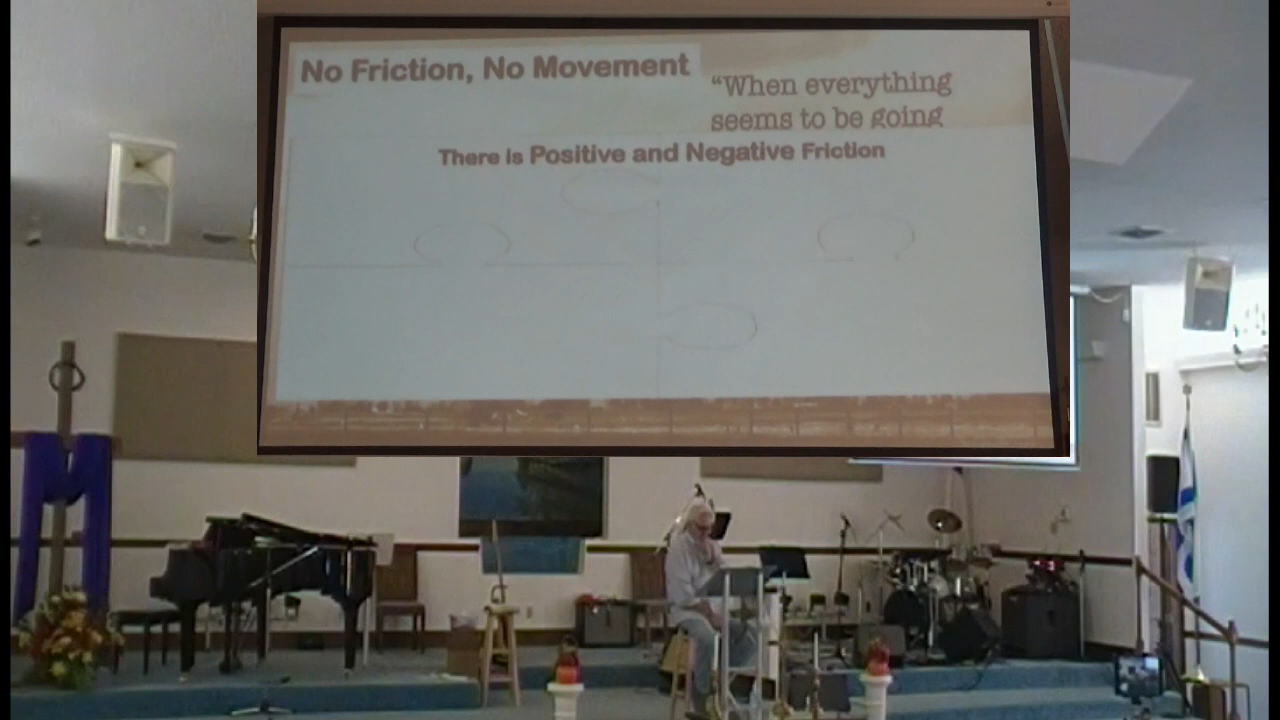 No Friction, No Movement
“When everything
seems to be going
There is Positive and Negative Friction